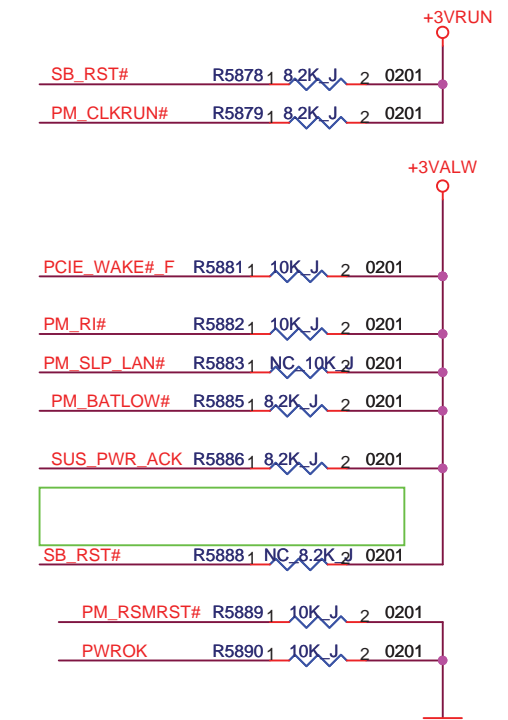 +3VRUN
SB_RST# R5878 1 8.2K_J 2 0201
PM_CLKRUN# R5879 1 8.2K_J 2 0201
+3VALW
PCIE_WAKE#_F R5881 1 10K_J 2 0201
PM_RI# R5882 1 10K_J 2 0201
PM_SLP_LAN# R5883 1 NC_10K_J 2 0201
PM_BATLOW# R5885 1 8.2K_J 2 0201
SUS_PWR_ACK R5886 1 8.2K_J 2 0201
SB_RST# R5888 1 NC_8.2K_J 2 0201
PM_RSMRST# R5889 1 10K_J 2 0201
PWROK R5890 1 10K_J 2 0201